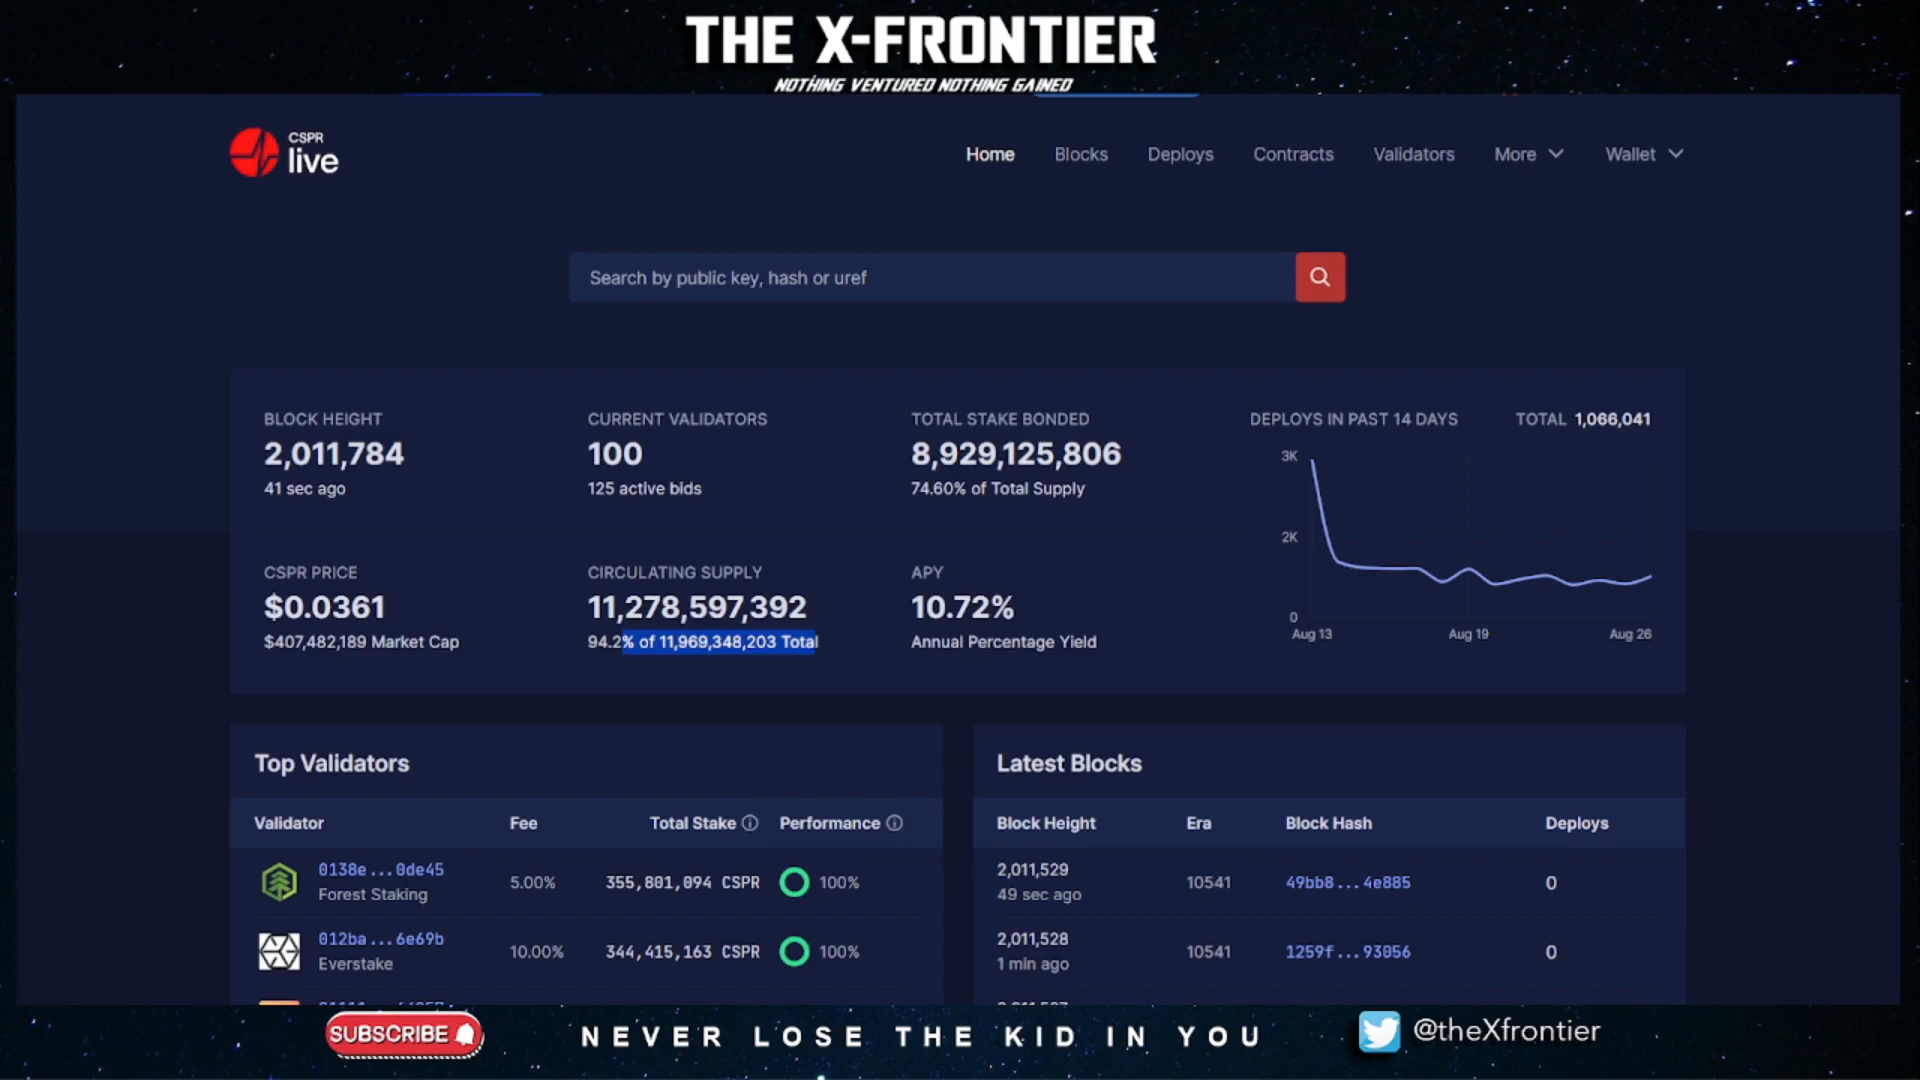 THE X-FRONTIER
NOTHING VENTURED NOTHING GAINED
CSPR
live
Home Blocks Deploys Contracts Validators More Wallet
Search by public key, hash or uref
BLOCK HEIGHT
2,011,784
41 sec ago
CURRENT VALIDATORS
100
125 active bids
TOTAL STAKE BONDED
8,929,125,806
74.60% of Total Supply
DEPLOYS IN PAST 14 DAYS TOTAL 1,066,041
3K
2K
0
Aug 13 Aug 19 Aug 26
CSPR PRICE
$0.0361
$407,482,189 Market Cap
CIRCULATING SUPPLY
11,278,597,392
94.2% of 11,969,348,203 Total
APY
10.72%
Annual Percentage Yield
Top Validators
Validator Fee Total Stake Performance
0138e...0de45
Forest Staking
5.00% 355,801,094 CSPR 100%
012ba...6e69b
Everstake
10.00% 344,415,163 CSPR 100%
Latest Blocks
Block Height Era Block Hash Deploys
2,011,529
49 sec ago
10541 49bb8...4e885 0
2,011,528
1 min ago
10541 1259f...93056 0
SUBSCRIBE
NEVER LOSE THE KID IN YOU
@theXfrontier